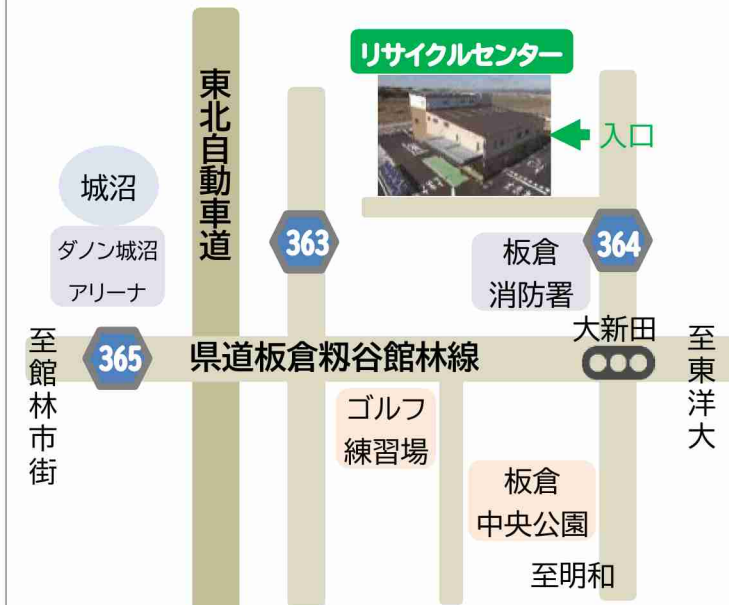 リサイクルセンター
入口
東北自動車道
城沼
ダノン城沼
アリーナ
363
364
板倉
消防署
大新田
365
県道板倉籾谷館林線
至館林市街
至東洋大
ゴルフ
練習場
板倉
中央公園
至明和